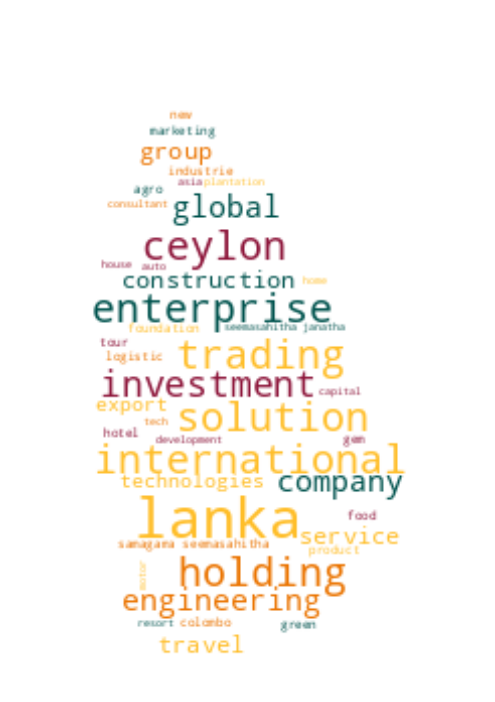 new
marketing
group
industrie
asia plantation
agro
consultant
global
ceylon
house auto
construction home
enterprise
foundation seemasahitha janatha
tour
trading
logistic
investment capital
export
solution
tech
hotel development gem
international
technologies company
lanka
food
service
samagama seemasahitha
product
motor
holding
engineering
resort colombo green
travel